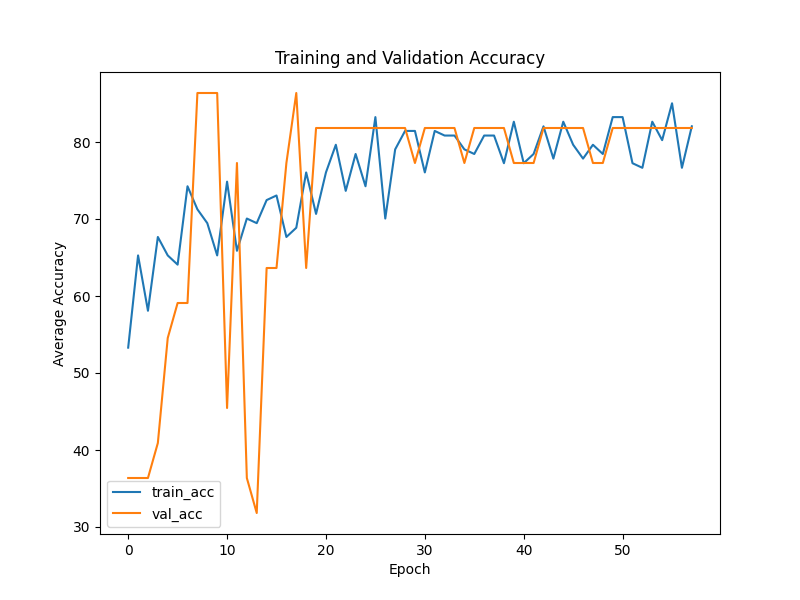 Training and Validation Accuracy
Average Accuracy
80
70
60
50
40
30
train_acc
val_acc
0 10 20 30 40 50
Epoch